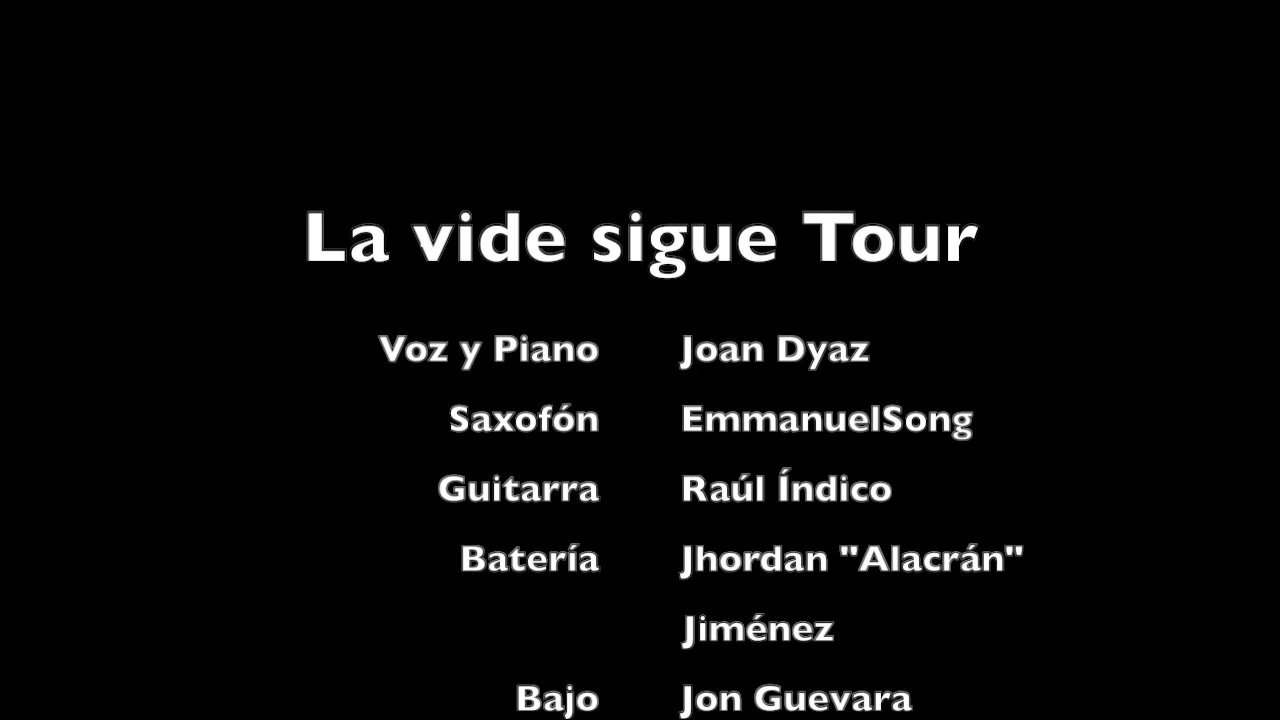 La vide sigue Tour
Voz y Piano Joan Dyaz
Saxofón EmmanuelSong
Guitarra Raúl Índico
Batería Jhordan "Alacrán"
Jiménez
Bajo Jon Guevara